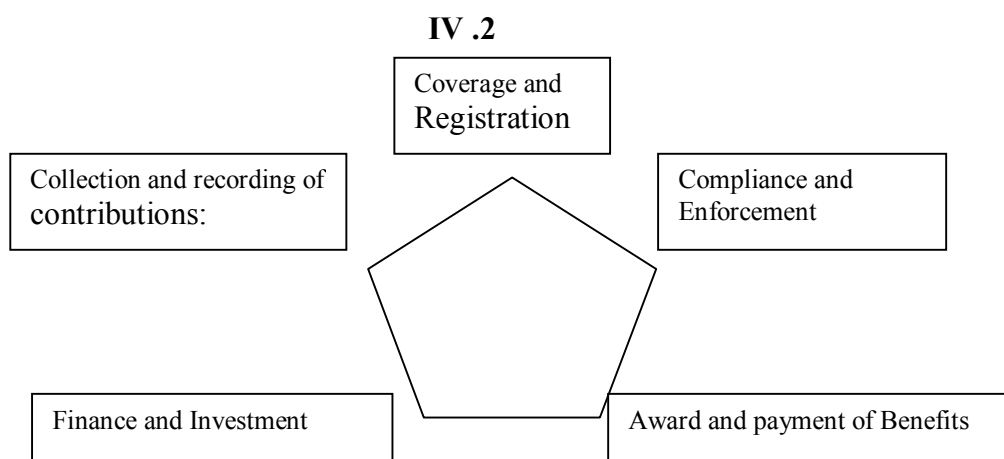 IV .2
Coverage and
Registration
Collection and recording of
contributions:
Compliance and
Enforcement
Finance and Investment
Award and payment of Benefits